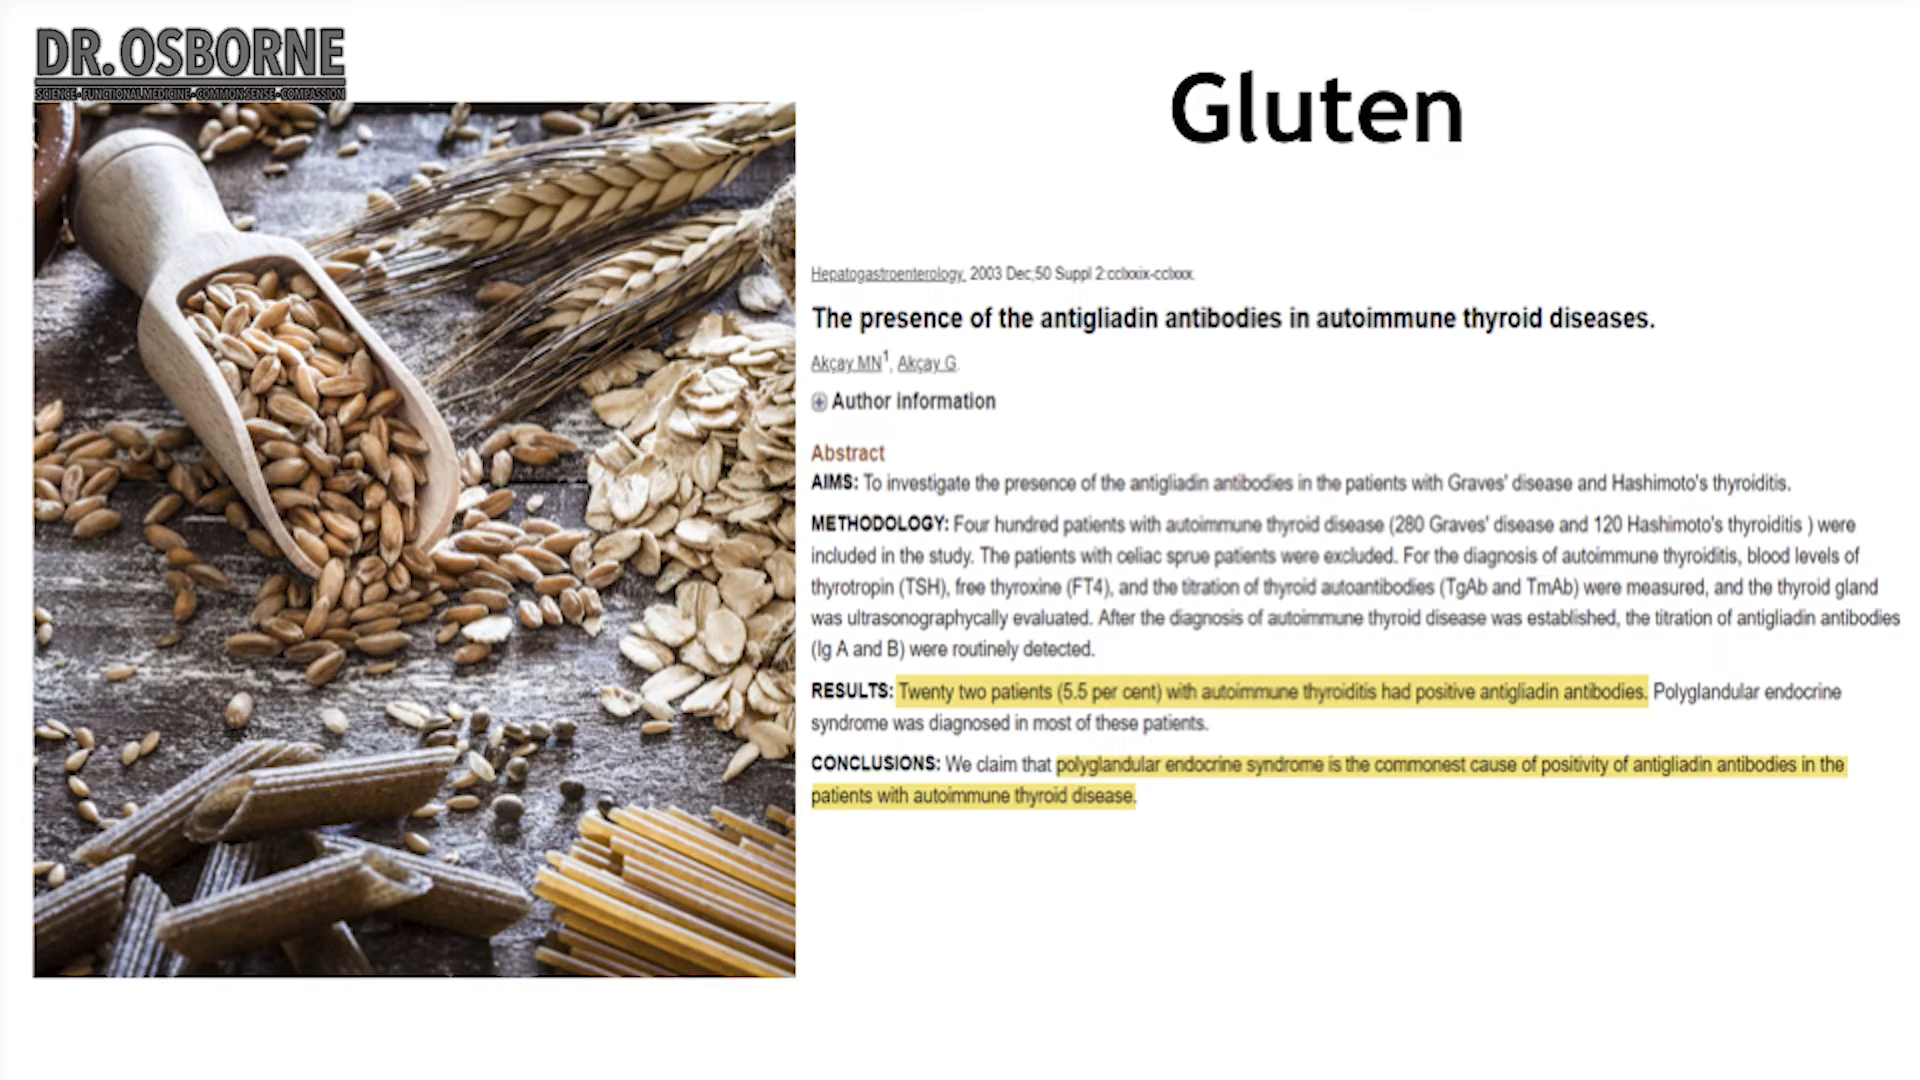 DR. OSBORNE
SCIENCE • FUNCTIONAL MEDICINE • COMMON SENSE • COMPASSION
Gluten
Hepatogastroenterology. 2003 Dec;50 Suppl 2:cclxxix-cclxxx.
The presence of the antigliadin antibodies in autoimmune thyroid diseases.
Akçay MN1, Akçay G.
Author information
Abstract
AIMS: To investigate the presence of the antigliadin antibodies in the patients with Graves' disease and Hashimoto's thyroiditis.
METHODOLOGY: Four hundred patients with autoimmune thyroid disease (280 Graves' disease and 120 Hashimoto's thyroiditis ) were
included in the study. The patients with celiac sprue patients were excluded. For the diagnosis of autoimmune thyroiditis, blood levels of
thyrotropin (TSH), free thyroxine (FT4), and the titration of thyroid autoantibodies (TgAb and TmAb) were measured, and the thyroid gland
was ultrasonographycally evaluated. After the diagnosis of autoimmune thyroid disease was established, the titration of antigliadin antibodies
(Ig A and B) were routinely detected.
RESULTS: Twenty two patients (5.5 per cent) with autoimmune thyroiditis had positive antigliadin antibodies. Polyglandular endocrine
syndrome was diagnosed in most of these patients.
CONCLUSIONS: We claim that polyglandular endocrine syndrome is the commonest cause of positivity of antigliadin antibodies in the
patients with autoimmune thyroid disease.